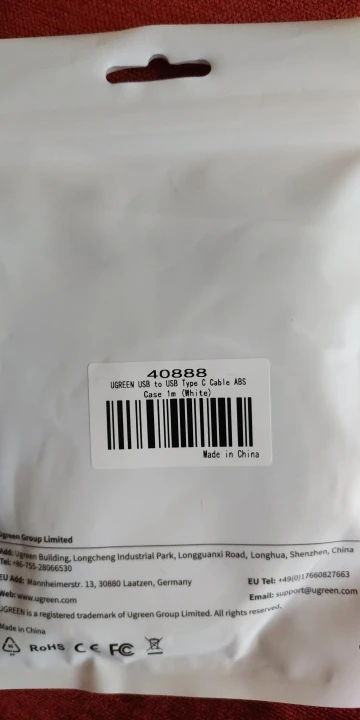 40888
UGREEN USB to USB Type C Cable ABS
Case 1m (White)
Made in China
Ugreen Group Limited
Add: Ugreen Building, Longcheng Industrial Park, Longguanxi Road, Longhua, Shenzhen, China
Tel: +86-755-28066530
EU Add: Mannheimerstr. 13, 30880 Laatzen, Germany EU Tel: +49(0)17660827663
Web: www.ugreen.com Email: support@ugreen.com
UGREEN is a registered trademark of Ugreen Group Limited. All rights reserved.
Made in China
RoHS CE FC